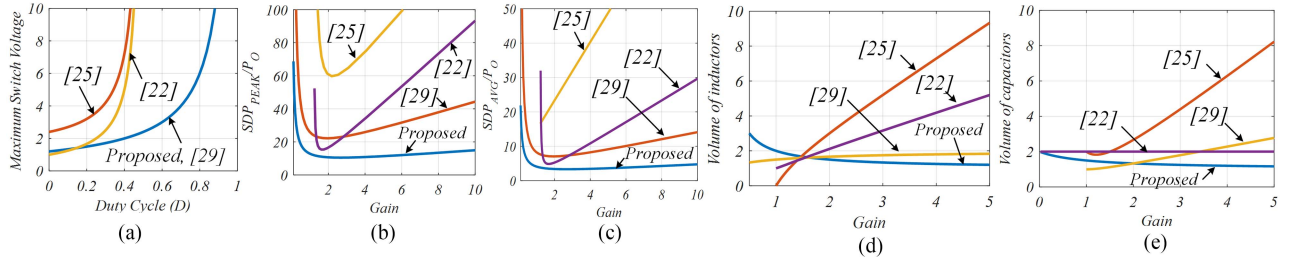 Maximum Switch Voltage
10
8
6
4
2
0
[25]
[22]
Proposed, [29]
0 0.2 0.4 0.6 0.8 1
Duty Cycle (D)
(a)
SDP_PEAK/P_O
100
80
60
40
20
0
[25]
[22]
[29]
Proposed
2 4 6 8 10
Gain
(b)
SDP_AVG/P_O
50
40
30
20
10
0
[25]
[22]
[29]
Proposed
2 4 6 8 10
Gain
(c)
Volume of inductors
10
8
6
4
2
0
[25]
[22]
[29]
Proposed
1 2 3 4 5
Gain
(d)
Volume of capacitors
10
8
6
4
2
0
[25]
[22]
[29]
Proposed
0 1 2 3 4 5
Gain
(e)